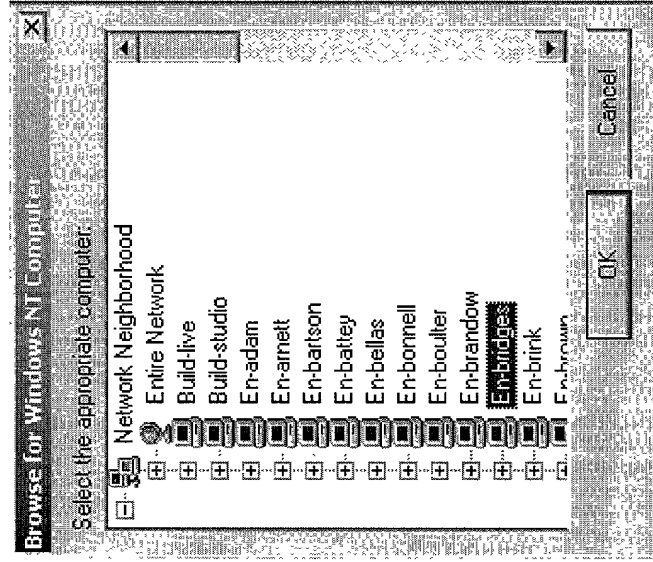 Browse for Windows NT Computer
Select the appropriate computer:
Network Neighborhood
Entire Network
Build-live
Build-studio
En-adam
En-arnett
En-bartson
En-battey
En-bellas
En-bonnell
En-boulter
En-brandow
En-bridges
En-brink
En-brown
OK
Cancel